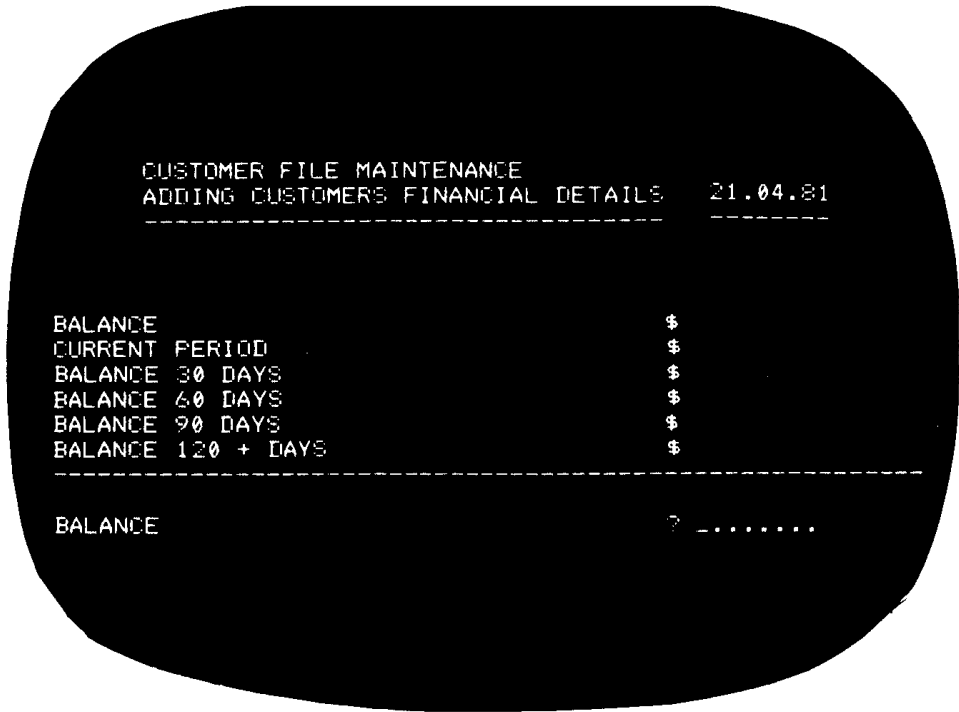 CUSTOMER FILE MAINTENANCE
ADDING CUSTOMERS FINANCIAL DETAILS 21.04.81
---------------------------------- --------
BALANCE $
CURRENT PERIOD $
BALANCE 30 DAYS $
BALANCE 60 DAYS $
BALANCE 90 DAYS $
BALANCE 120 + DAYS $
---------------------------------------------------------
BALANCE ? _.......